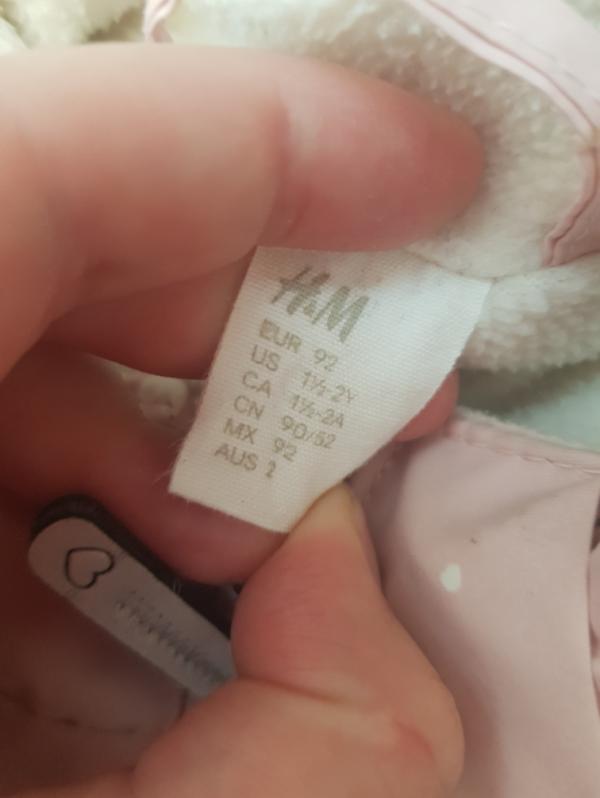 H&M
EUR 92
US 1½-2Y
CA 1½-2A
CN 90/52
MX 92
AUS 2